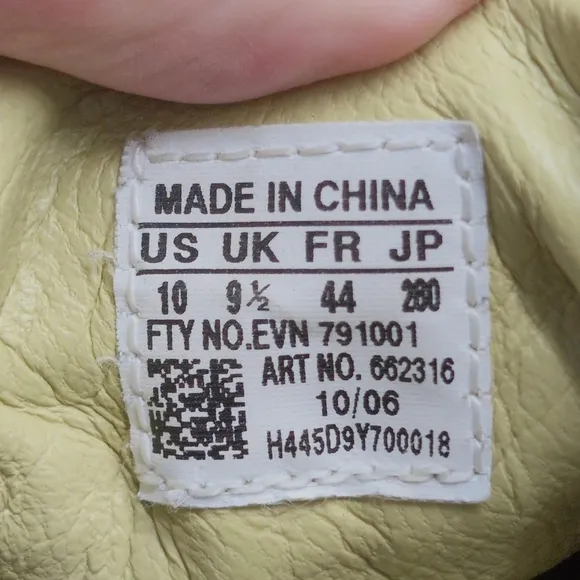 MADE IN CHINA
US UK FR JP
10 9½ 44 280
FTY NO.EVN 791001
ART NO. 662316
10/06
H445D9Y700018